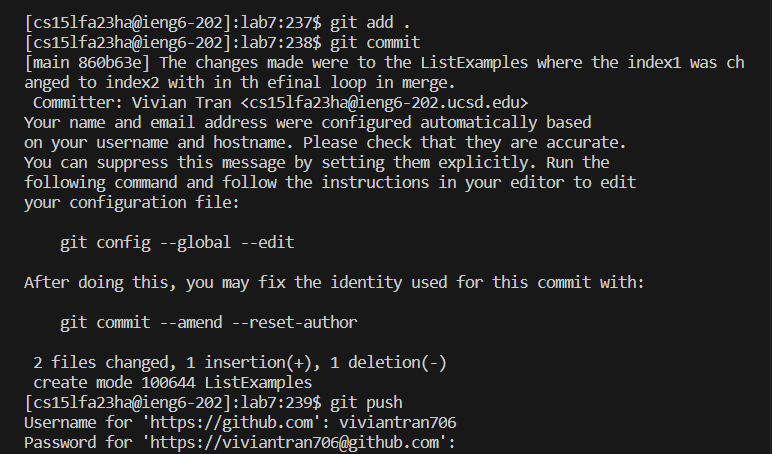 [cs15lfa23ha@ieng6-202]:lab7:237$ git add .
[cs15lfa23ha@ieng6-202]:lab7:238$ git commit
[main 860b63e] The changes made were to the ListExamples where the index1 was ch
anged to index2 with in th efinal loop in merge.
 Committer: Vivian Tran <cs15lfa23ha@ieng6-202.ucsd.edu>
Your name and email address were configured automatically based
on your username and hostname. Please check that they are accurate.
You can suppress this message by setting them explicitly. Run the
following command and follow the instructions in your editor to edit
your configuration file:

    git config --global --edit

After doing this, you may fix the identity used for this commit with:

    git commit --amend --reset-author

 2 files changed, 1 insertion(+), 1 deletion(-)
 create mode 100644 ListExamples
[cs15lfa23ha@ieng6-202]:lab7:239$ git push
Username for 'https://github.com': viviantran706
Password for 'https://viviantran706@github.com':